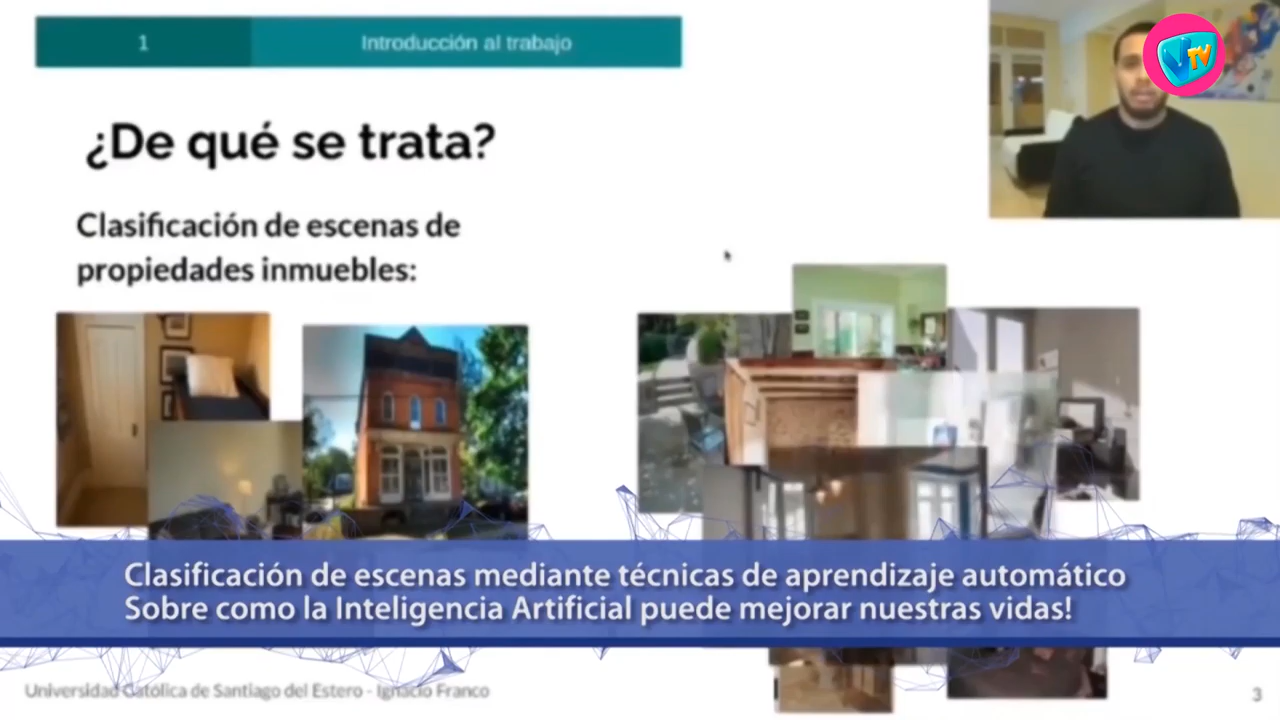 1
Introducción al trabajo
VTV
¿De qué se trata?
Clasificación de escenas de
propiedades inmuebles:
Clasificación de escenas mediante técnicas de aprendizaje automático
Sobre como la Inteligencia Artificial puede mejorar nuestras vidas!
Universidad Católica de Santiago del Estero - Ignacio Franco
3